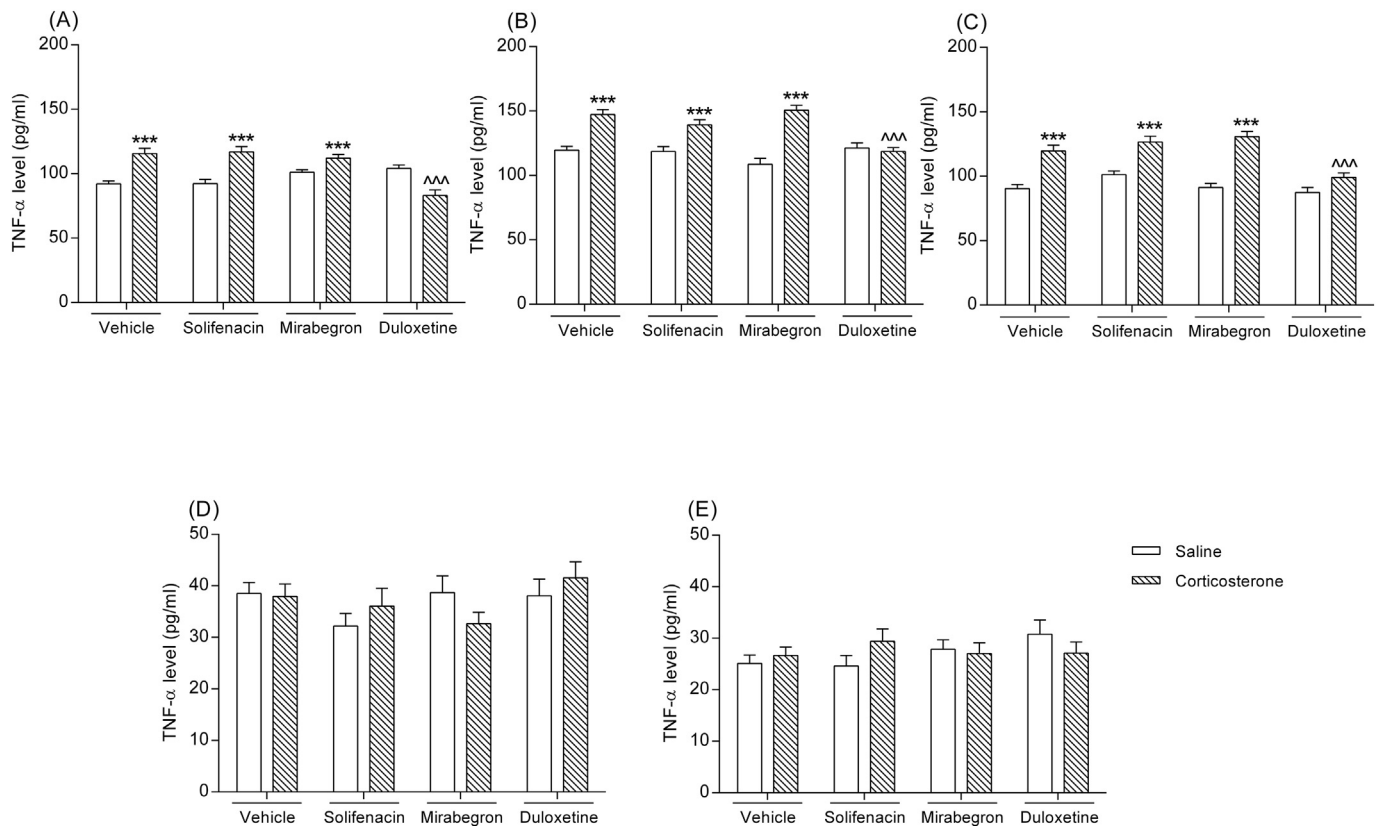 (A)
TNF-α level (pg/ml)
200
150
100
50
0
*** *** *** ^^^
Vehicle Solifenacin Mirabegron Duloxetine
(B)
TNF-α level (pg/ml)
200
150
100
50
0
*** *** *** ^^^
Vehicle Solifenacin Mirabegron Duloxetine
(C)
TNF-α level (pg/ml)
200
150
100
50
0
*** *** *** ^^^
Vehicle Solifenacin Mirabegron Duloxetine
(D)
TNF-α level (pg/ml)
50
40
30
20
10
0
Vehicle Solifenacin Mirabegron Duloxetine
(E)
TNF-α level (pg/ml)
50
40
30
20
10
0
Vehicle Solifenacin Mirabegron Duloxetine
Saline
Corticosterone